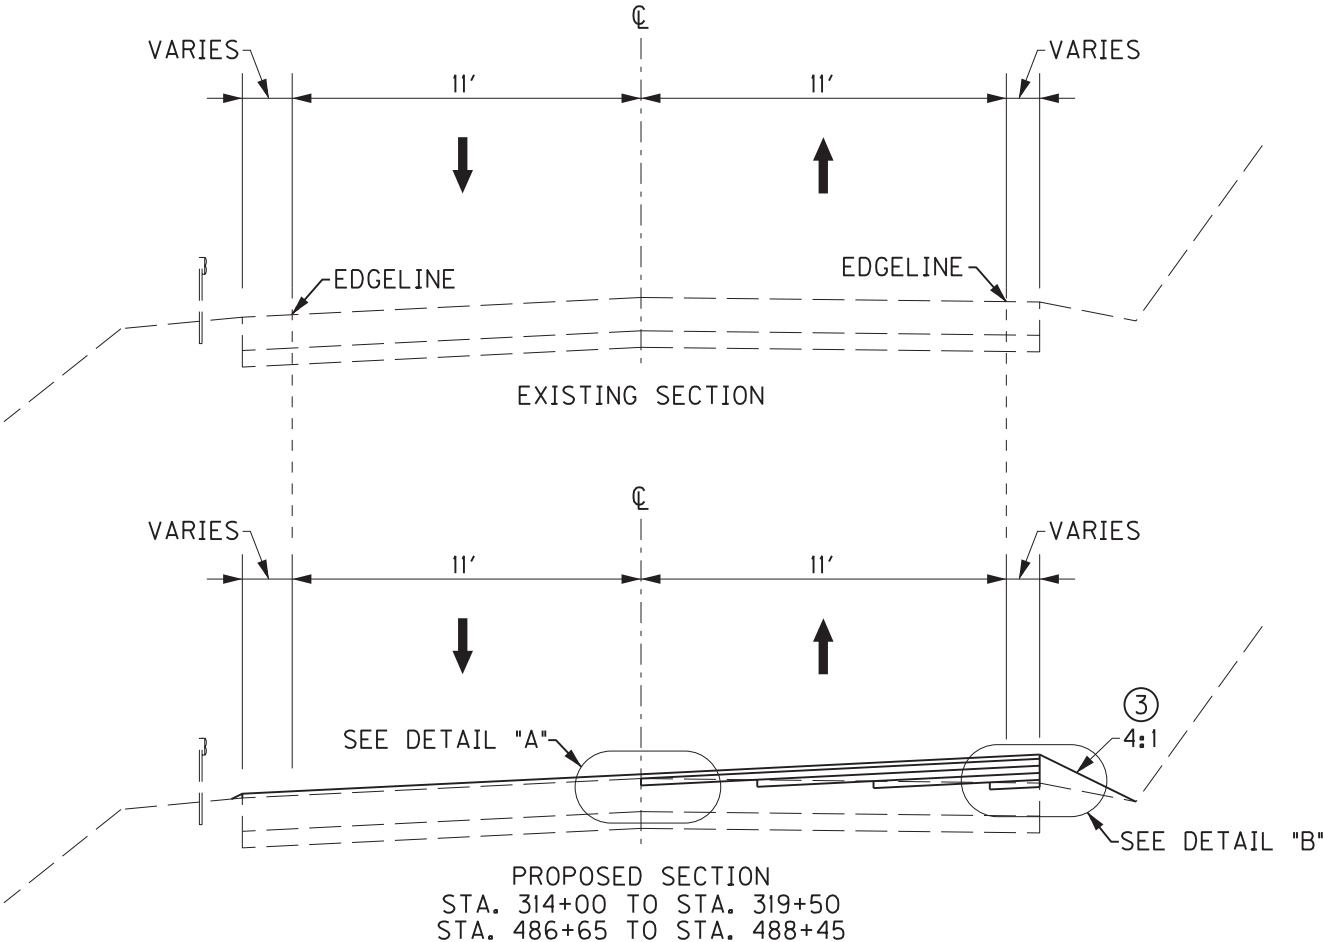 ℄
VARIES
11'
11'
VARIES
EDGELINE
EDGELINE
EXISTING SECTION
℄
VARIES
11'
11'
VARIES
SEE DETAIL "A"
3
4:1
SEE DETAIL "B"
PROPOSED SECTION
STA. 314+00 TO STA. 319+50
STA. 486+65 TO STA. 488+45